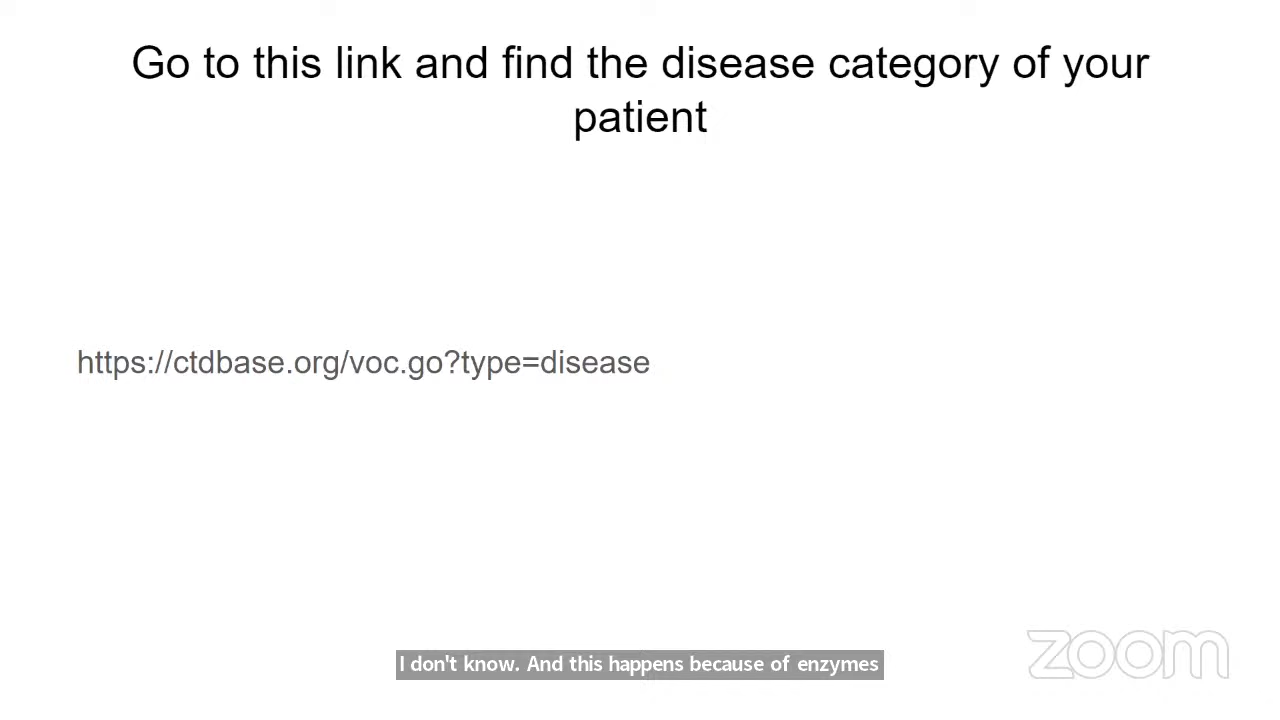 Go to this link and find the disease category of your
patient
https://ctdbase.org/voc.go?type=disease
I don't know. And this happens because of enzymes
zoom